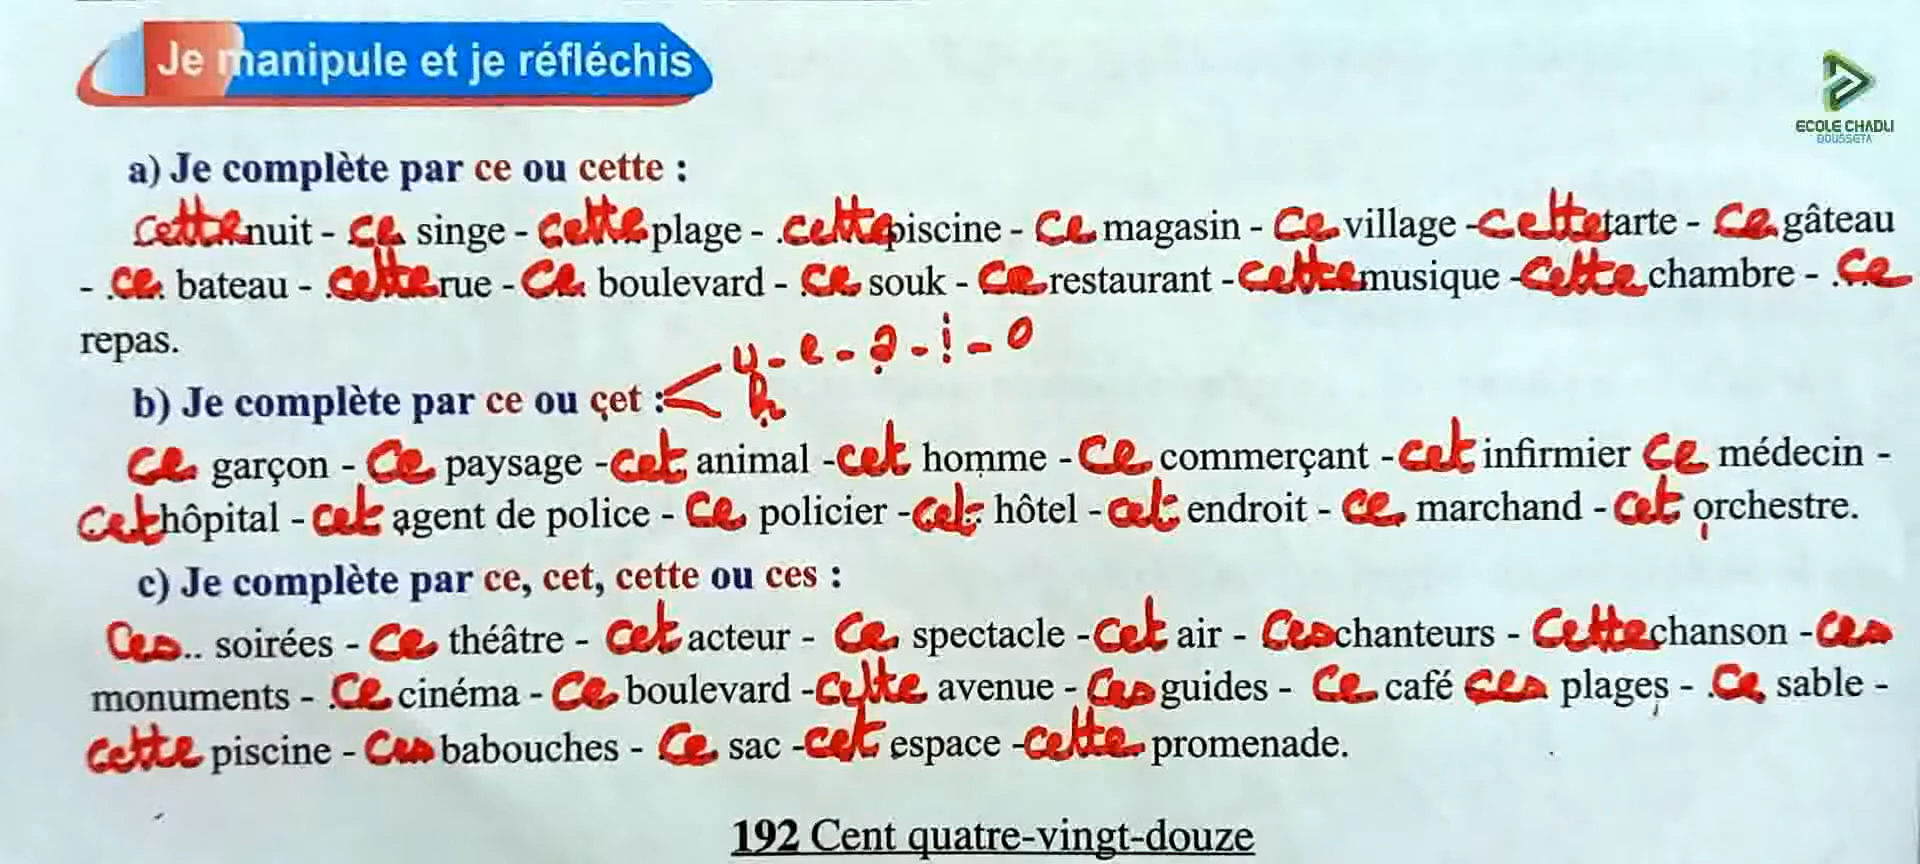 Je manipule et je réfléchis
ECOLE CHADLI
BOUSSETA
a) Je complète par ce ou cette :
cette nuit - ce singe - cette plage - .cette piscine - Ce magasin - Ce village - cette tarte - Ce gâteau
- .ce. bateau - .cette rue - Ce. boulevard - .ce souk - Ce restaurant - cette musique - cette chambre - .ce
repas.
u - e - a - i - o
b) Je complète par ce ou cet : < h
Ce garçon - Ce paysage - cet. animal - cet homme - Ce commerçant - cet infirmier ce médecin -
cet hôpital - cet agent de police - ce policier - cet. hôtel - cet. endroit - ce marchand - cet orchestre.
c) Je complète par ce, cet, cette ou ces :
Ces.. soirées - Ce théâtre - cet acteur - Ce spectacle - cet air - Ces chanteurs - Cette chanson - ces
monuments - .Ce cinéma - Ce boulevard - cette avenue - Ces guides - Ce café ces plages - .Ce sable -
cette piscine - Ces babouches - Ce sac - cet espace - cette promenade.
192 Cent quatre-vingt-douze